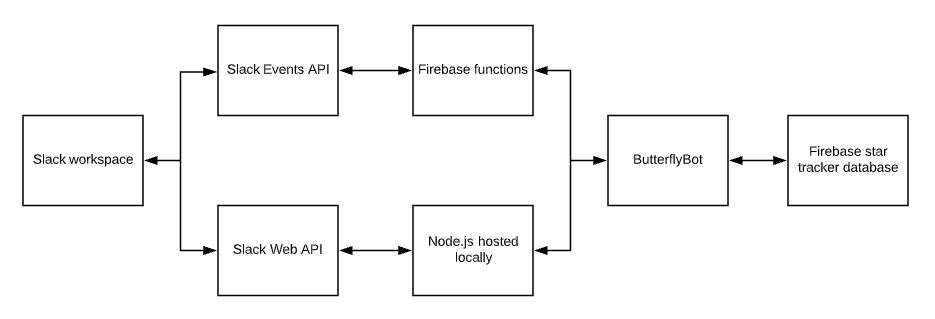 Slack Events API
Firebase functions
Slack workspace
ButterflyBot
Firebase star
tracker database
Slack Web API
Node.js hosted
locally